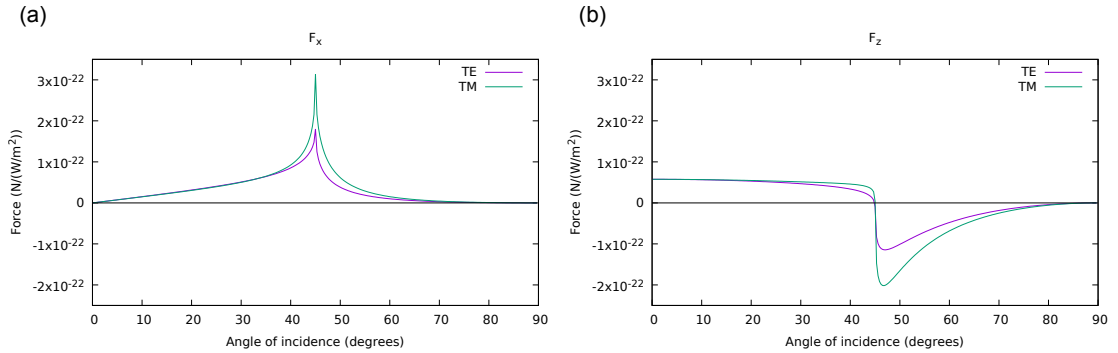 (a)
F_x
TE
TM
Force (N/(W/m²))
3x10⁻²²
2x10⁻²²
1x10⁻²²
0
-1x10⁻²²
-2x10⁻²²
0 10 20 30 40 50 60 70 80 90
Angle of incidence (degrees)
(b)
F_z
TE
TM
Force (N/(W/m²))
3x10⁻²²
2x10⁻²²
1x10⁻²²
0
-1x10⁻²²
-2x10⁻²²
0 10 20 30 40 50 60 70 80 90
Angle of incidence (degrees)